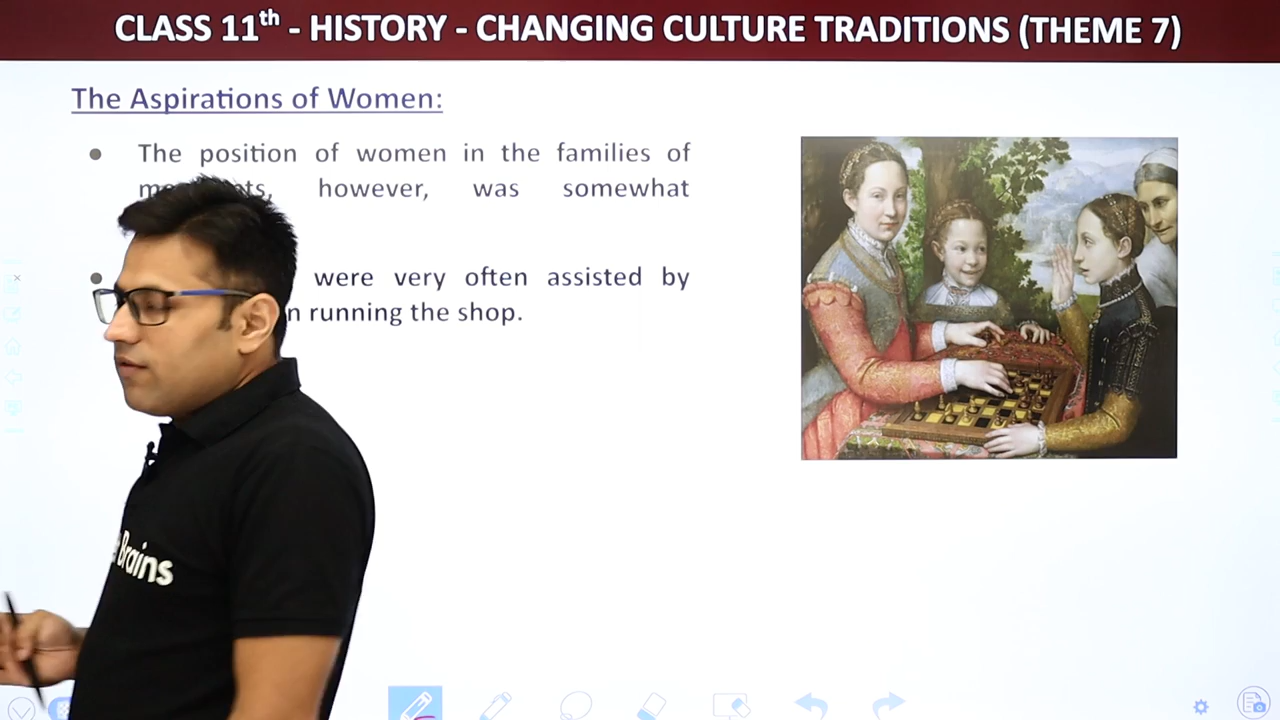 CLASS 11th - HISTORY - CHANGING CULTURE TRADITIONS (THEME 7)
The Aspirations of Women:
● The position of women in the families of
however, was somewhat
● were very often assisted by
running the shop.
Brains